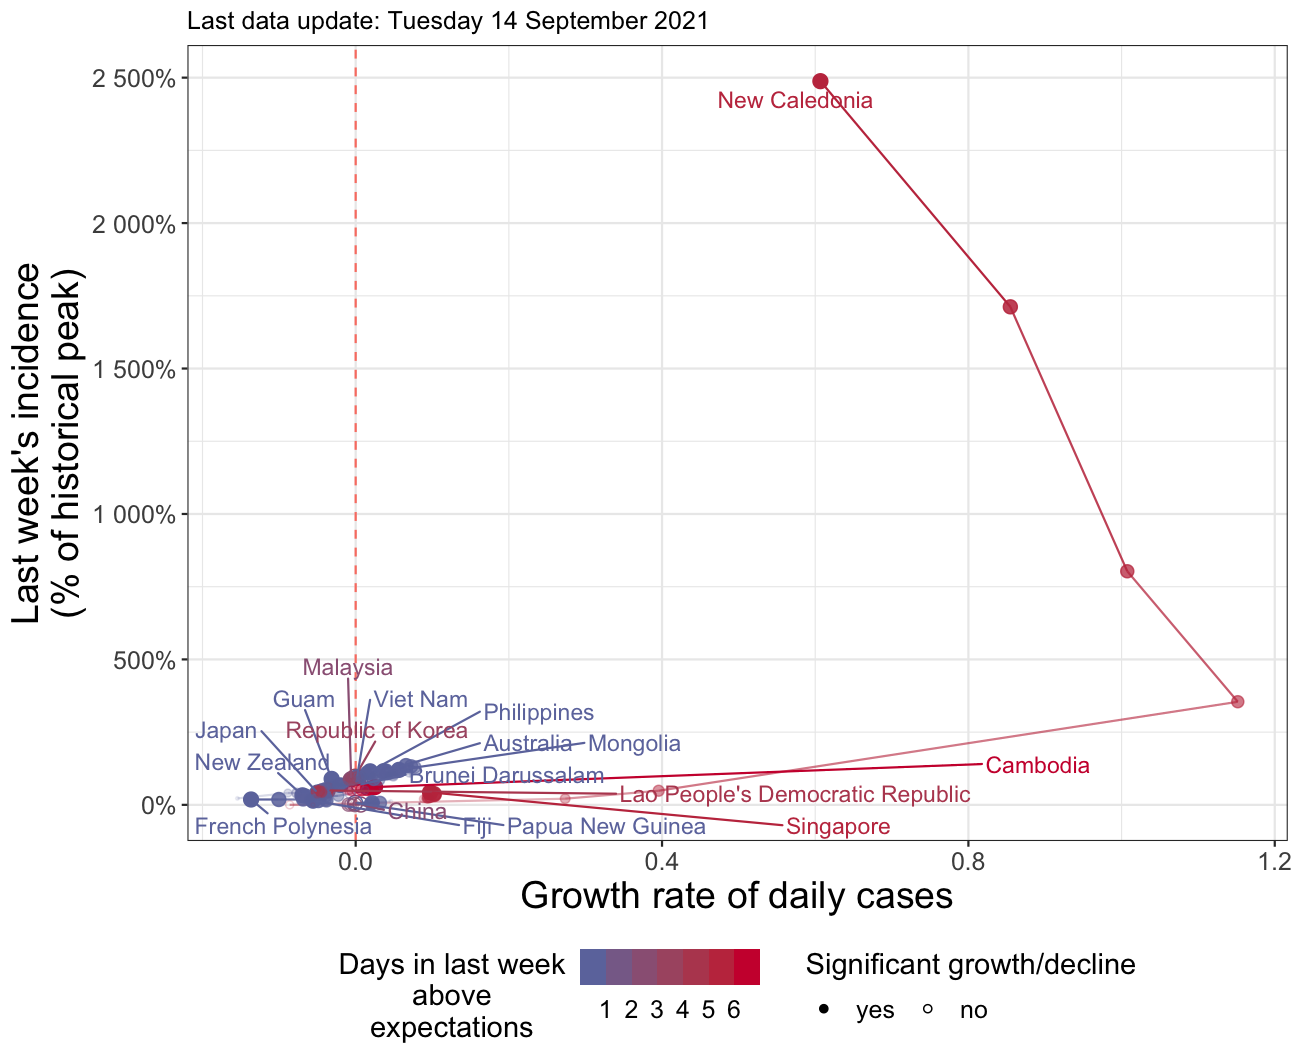 Last data update: Tuesday 14 September 2021
Last week's incidence
(% of historical peak)
2 500%
2 000%
1 500%
1 000%
500%
0%
New Caledonia
Malaysia
Guam
Viet Nam
Philippines
Japan
Republic of Korea
Australia
Mongolia
New Zealand
Brunei Darussalam
Cambodia
Lao People's Democratic Republic
China
French Polynesia
Fiji
Papua New Guinea
Singapore
0.0
0.4
0.8
1.2
Growth rate of daily cases
Days in last week
above
expectations
1 2 3 4 5 6
Significant growth/decline
yes
no